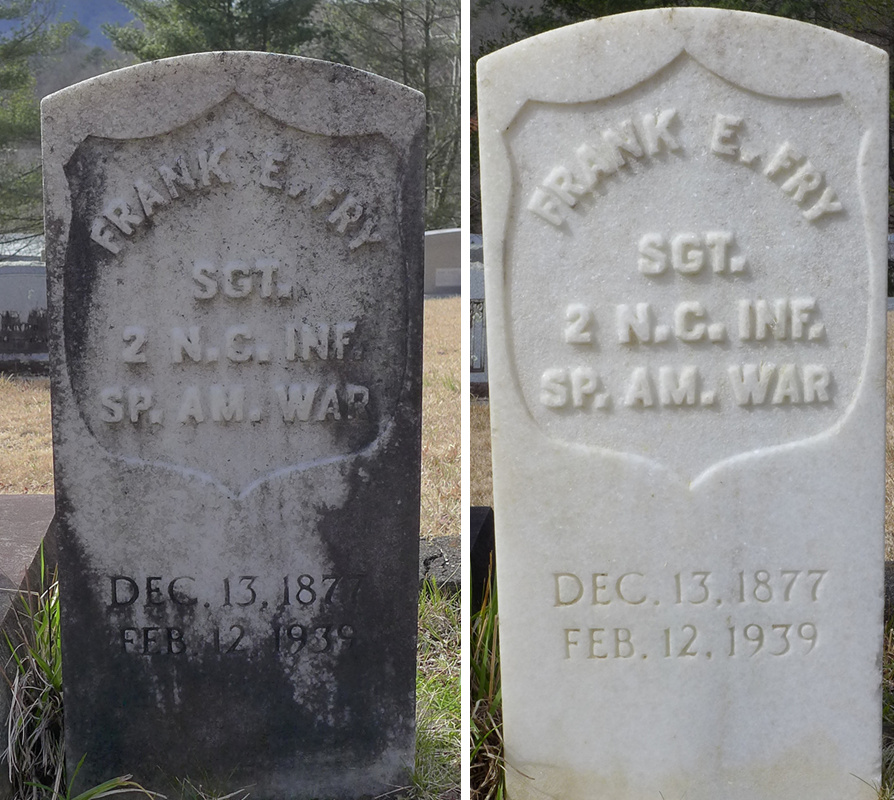 FRANK E. FRY
SGT.
2 N.C. INF.
SP. AM. WAR
DEC. 13, 1877
FEB. 12, 1939
FRANK E. FRY
SGT.
2 N.C. INF.
SP. AM. WAR
DEC. 13, 1877
FEB. 12, 1939